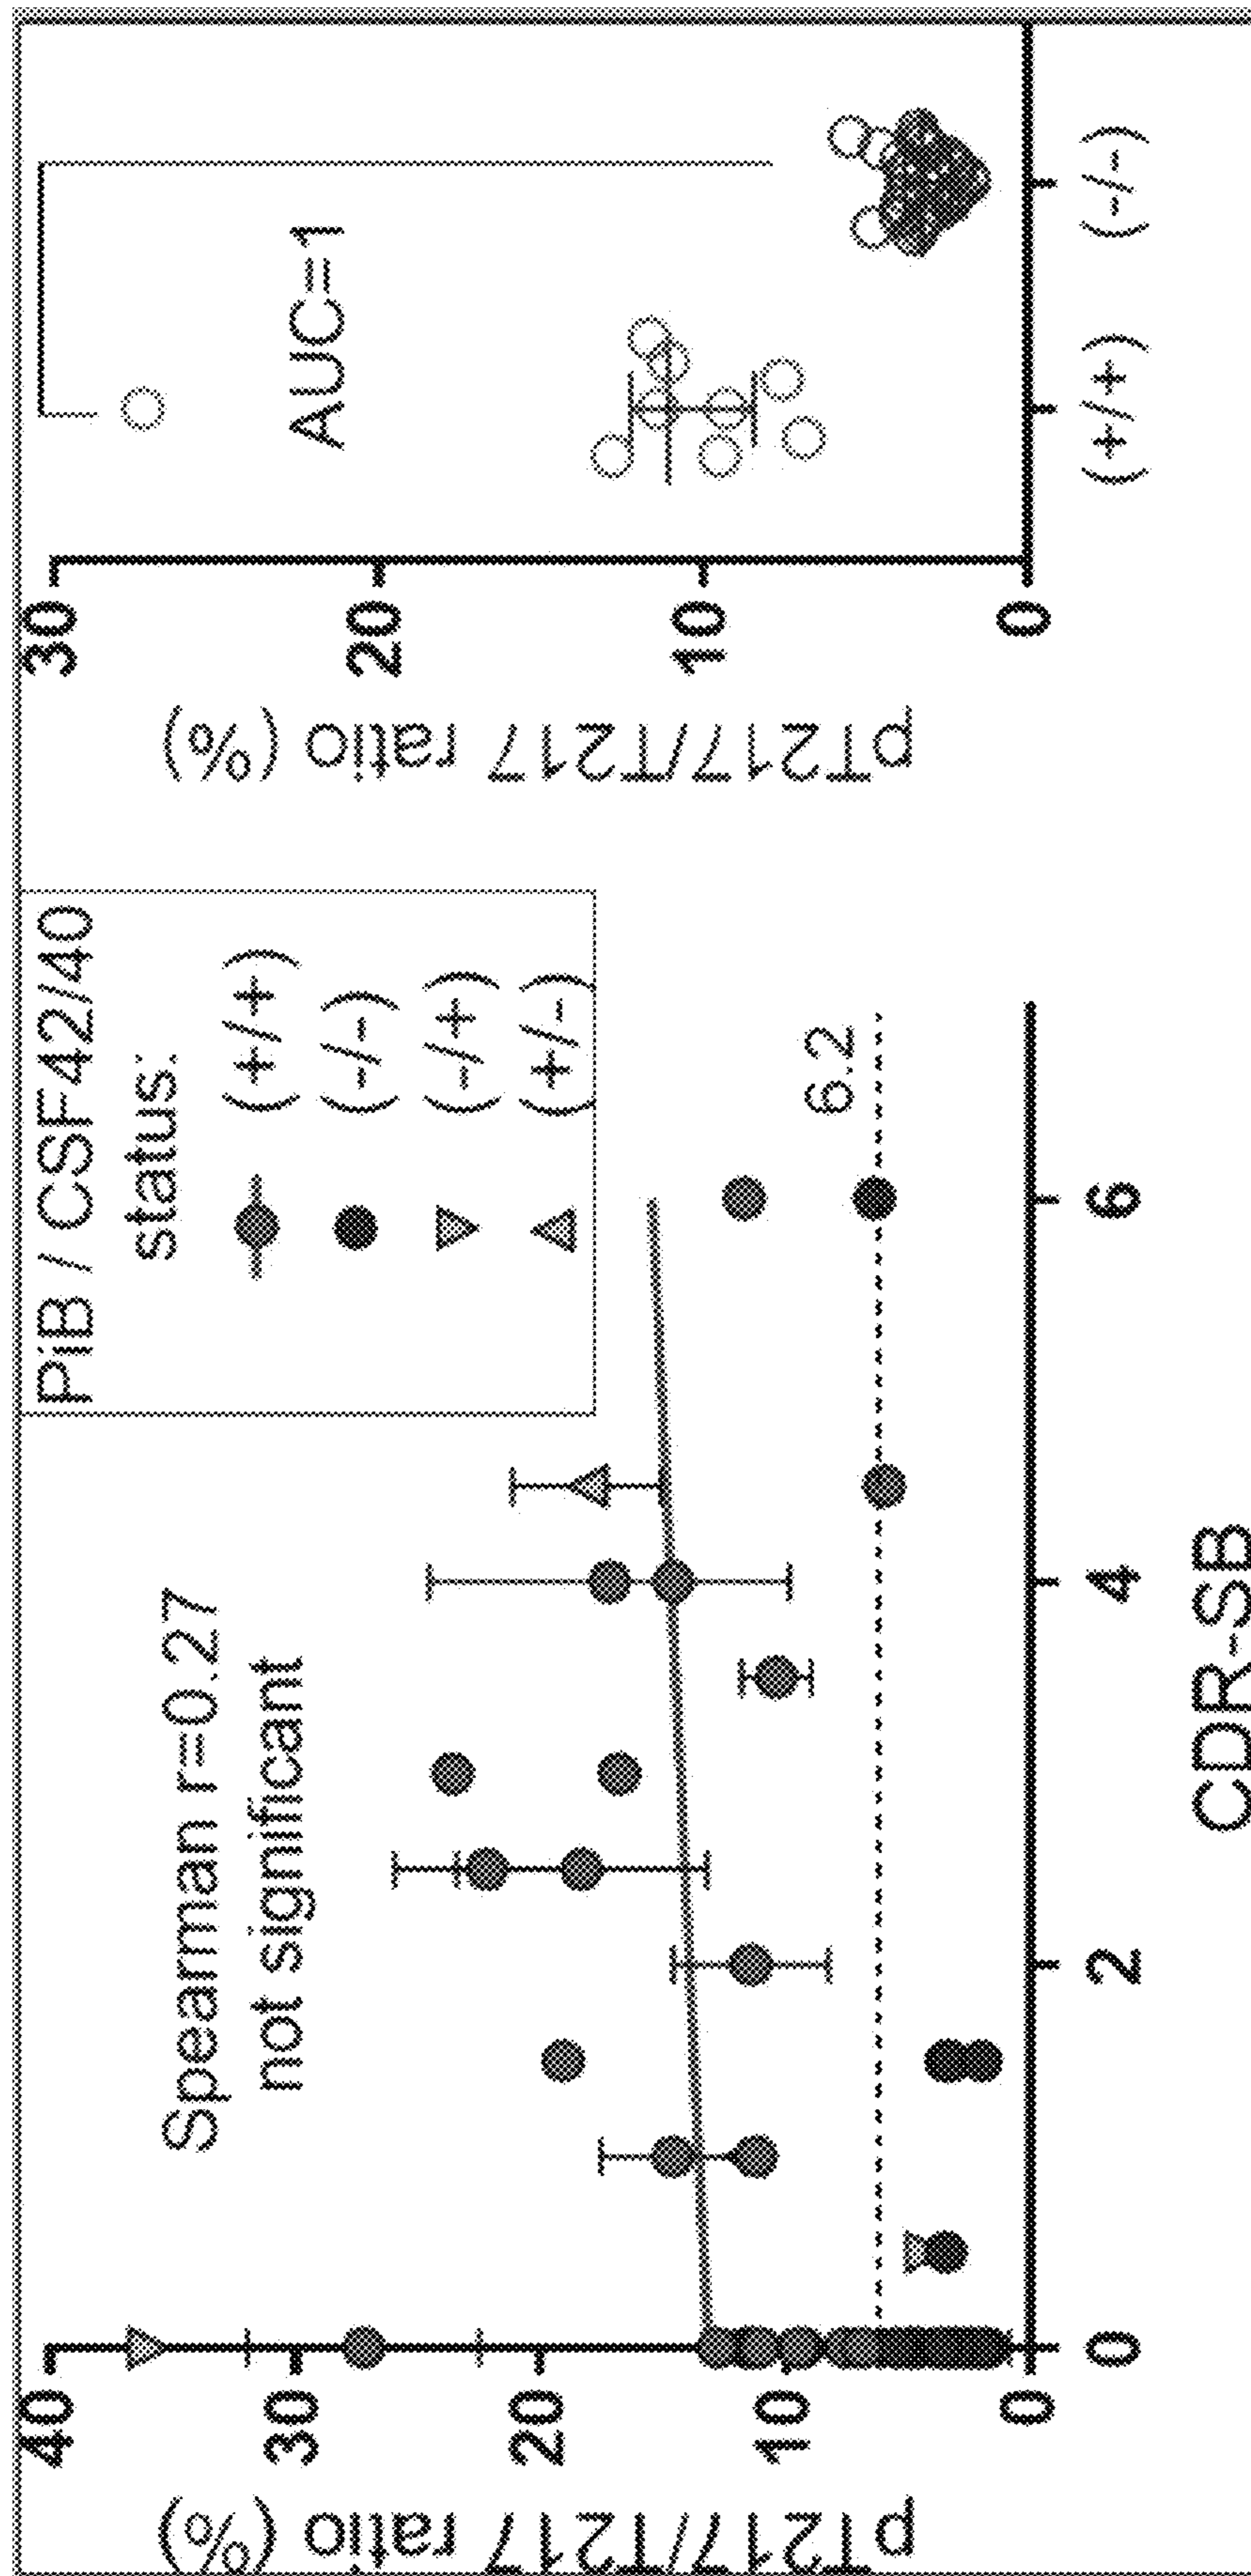 pT217/T217 ratio (%)
40
30
20
10
0
Spearman r=0.27
not significant
PiB / CSF42/40
status:
(+/+)
(-/-)
(-/+)
(+/-)
6.2
0
2
4
6
CDR-SB
pT217/T217 ratio (%)
30
20
10
0
AUC=1
(+/+)
(-/-)